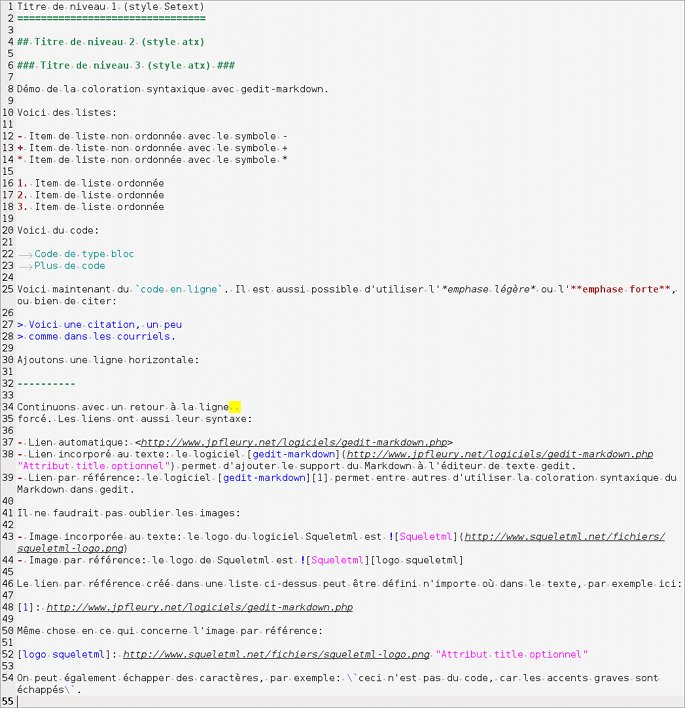 1 Titre de niveau 1 (style Setext)
2 ================================
3
4 ## Titre de niveau 2 (style atx)
5
6 ### Titre de niveau 3 (style atx) ###
7
8 Démo de la coloration syntaxique avec gedit-markdown.
9
10 Voici des listes:
11
12 - Item de liste non ordonnée avec le symbole -
13 + Item de liste non ordonnée avec le symbole +
14 * Item de liste non ordonnée avec le symbole *
15
16 1. Item de liste ordonnée
17 2. Item de liste ordonnée
18 3. Item de liste ordonnée
19
20 Voici du code:
21
22 Code de type bloc
23 Plus de code
24
25 Voici maintenant du `code en ligne`. Il est aussi possible d'utiliser l'*emphase légère* ou l'**emphase forte**,
ou bien de citer:
26
27 > Voici une citation, un peu
28 > comme dans les courriels.
29
30 Ajoutons une ligne horizontale:
31
32 ----------
33
34 Continuons avec un retour à la ligne
35 forcé. Les liens ont aussi leur syntaxe:
36
37 - Lien automatique: <http://www.jpfleury.net/logiciels/gedit-markdown.php>
38 - Lien incorporé au texte: le logiciel [gedit-markdown](http://www.jpfleury.net/logiciels/gedit-markdown.php
"Attribut title optionnel") permet d'ajouter le support du Markdown à l'éditeur de texte gedit.
39 - Lien par référence: le logiciel [gedit-markdown][1] permet entre autres d'utiliser la coloration syntaxique du
Markdown dans gedit.
40
41 Il ne faudrait pas oublier les images:
42
43 - Image incorporée au texte: le logo du logiciel Squeletml est ![Squeletml](http://www.squeletml.net/fichiers/
squeletml-logo.png)
44 - Image par référence: le logo de Squeletml est ![Squeletml][logo squeletml]
45
46 Le lien par référence créé dans une liste ci-dessus peut être défini n'importe où dans le texte, par exemple ici:
47
48 [1]: http://www.jpfleury.net/logiciels/gedit-markdown.php
49
50 Même chose en ce qui concerne l'image par référence:
51
52 [logo squeletml]: http://www.squeletml.net/fichiers/squeletml-logo.png "Attribut title optionnel"
53
54 On peut également échapper des caractères, par exemple: \`ceci n'est pas du code, car les accents graves sont
échappés\`.
55